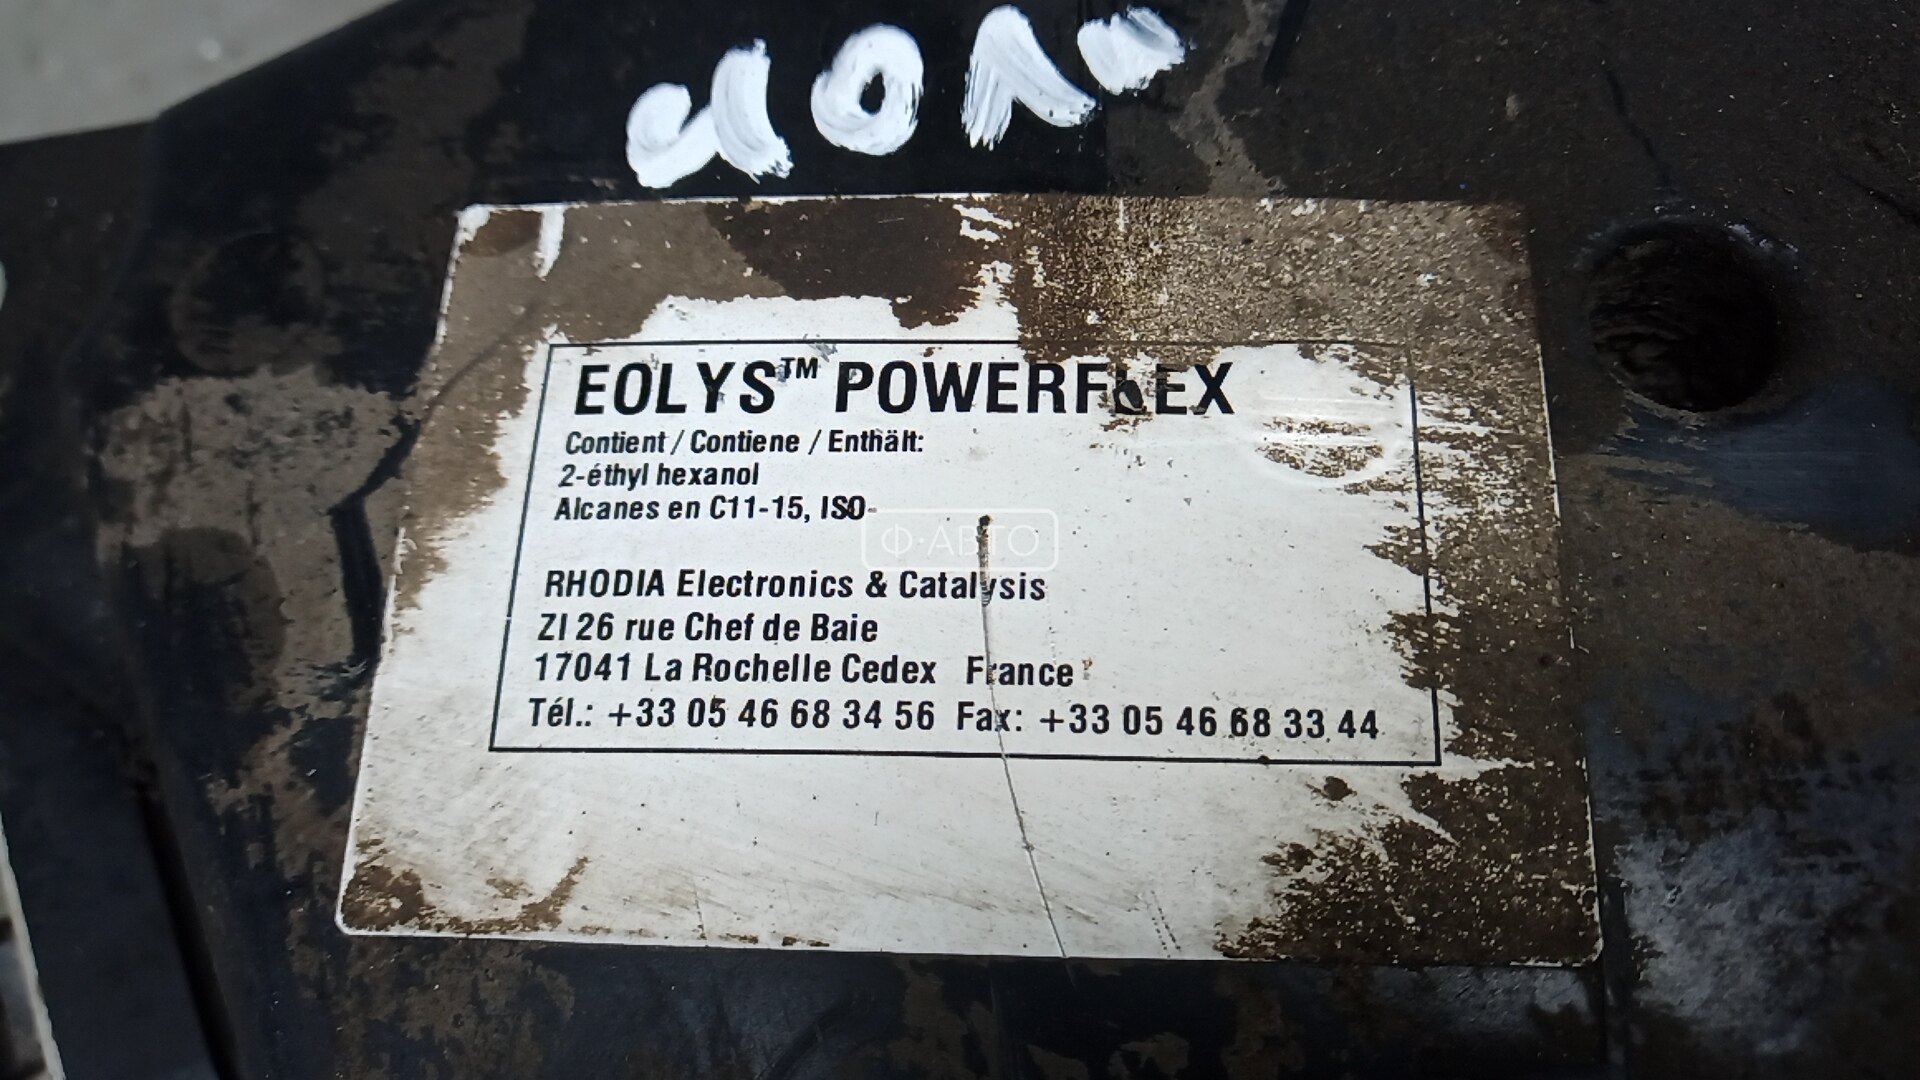 EOLYS™ POWERFLEX
Contient / Contiene / Enthält:
2-éthyl hexanol
Alcanes en C11-15, ISO-
Ф·АВТО
RHODIA Electronics & Catalysis
ZI 26 rue Chef de Baie
17041 La Rochelle Cedex France
Tél.: +33 05 46 68 34 56 Fax: +33 05 46 68 33 44